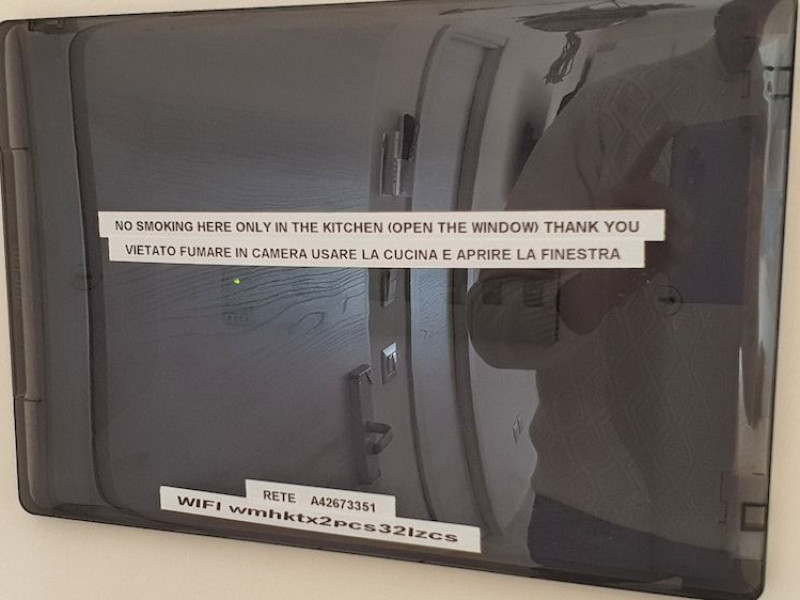 NO SMOKING HERE ONLY IN THE KITCHEN (OPEN THE WINDOW) THANK YOU
VIETATO FUMARE IN CAMERA USARE LA CUCINA E APRIRE LA FINESTRA
RETE A42673351
WIFI wmhktx2pcs32lzcs